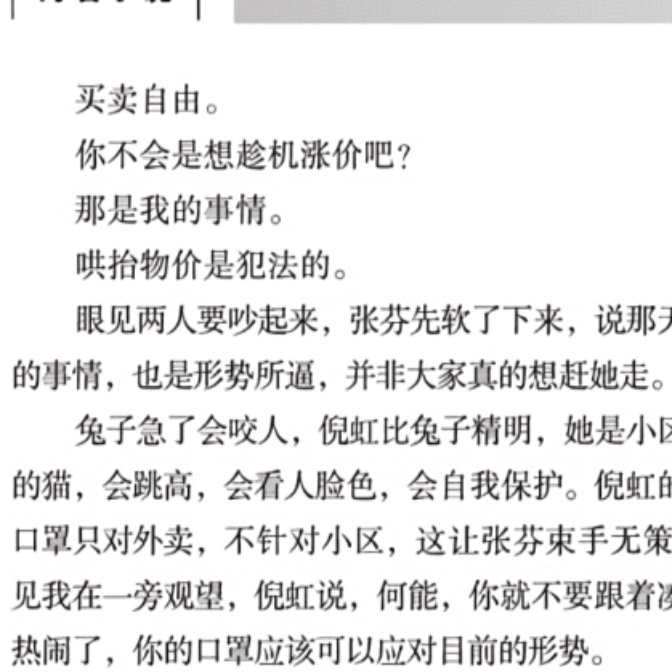 买卖自由。
你不会是想趁机涨价吧？
那是我的事情。
哄抬物价是犯法的。
眼见两人要吵起来，张芬先软了下来，说那天
的事情，也是形势所逼，并非大家真的想赶她走。
兔子急了会咬人，倪虹比兔子精明，她是小区
的猫，会跳高，会看人脸色，会自我保护。倪虹的
口罩只对外卖，不针对小区，这让张芬束手无策
见我在一旁观望，倪虹说，何能，你就不要跟着凑
热闹了，你的口罩应该可以应对目前的形势。